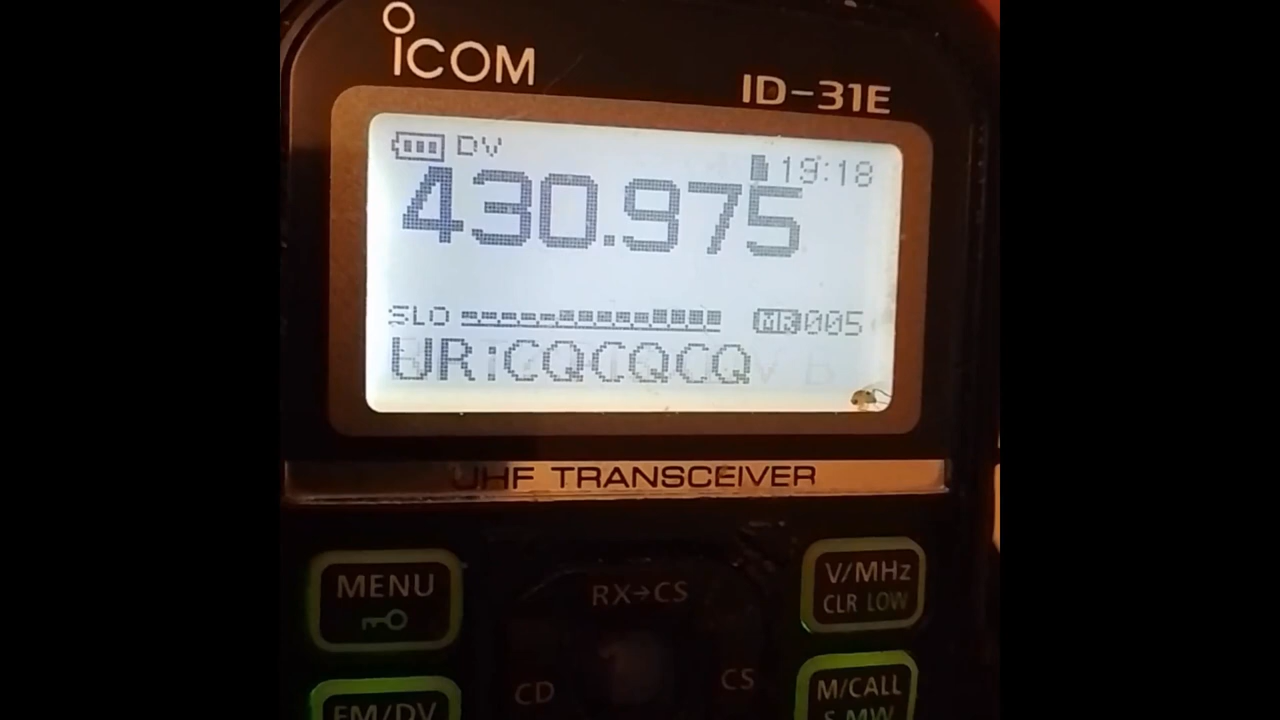 iCOM
ID-31E
DV
19:18
430.975
SLO
MR 005
UR:CQCQCQ
UHF TRANSCEIVER
MENU
V/MHz
CLR LOW
RX→CS
CD
CS
M/CALL
S.MW
FM/DV